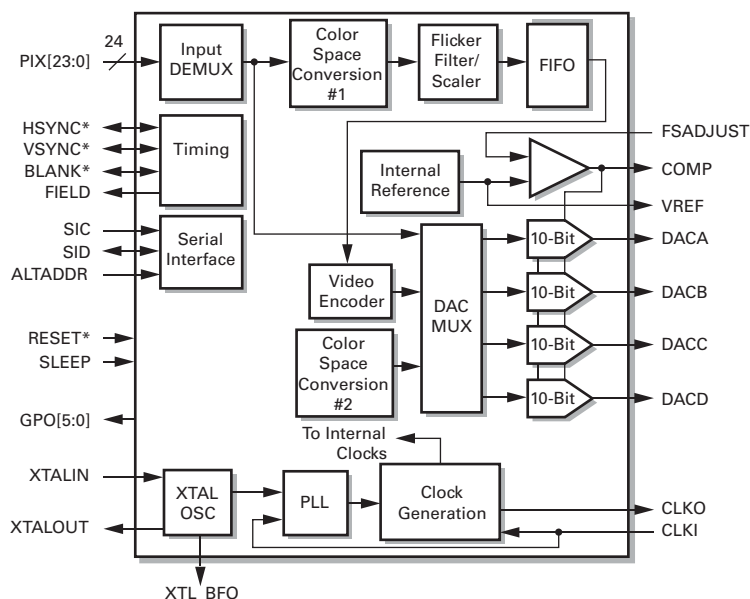 24
PIX[23:0]
Input
DEMUX
Color
Space
Conversion
#1
Flicker
Filter/
Scaler
FIFO
HSYNC*
VSYNC*
BLANK*
FIELD
Timing
Internal
Reference
FSADJUST
COMP
VREF
SIC
SID
ALTADDR
Serial
Interface
Video
Encoder
DAC
MUX
10-Bit
DACA
10-Bit
DACB
10-Bit
DACC
10-Bit
DACD
RESET*
SLEEP
Color
Space
Conversion
#2
GPO[5:0]
To Internal
Clocks
XTALIN
XTALOUT
XTAL
OSC
PLL
Clock
Generation
CLKO
CLKI
XTL_BFO